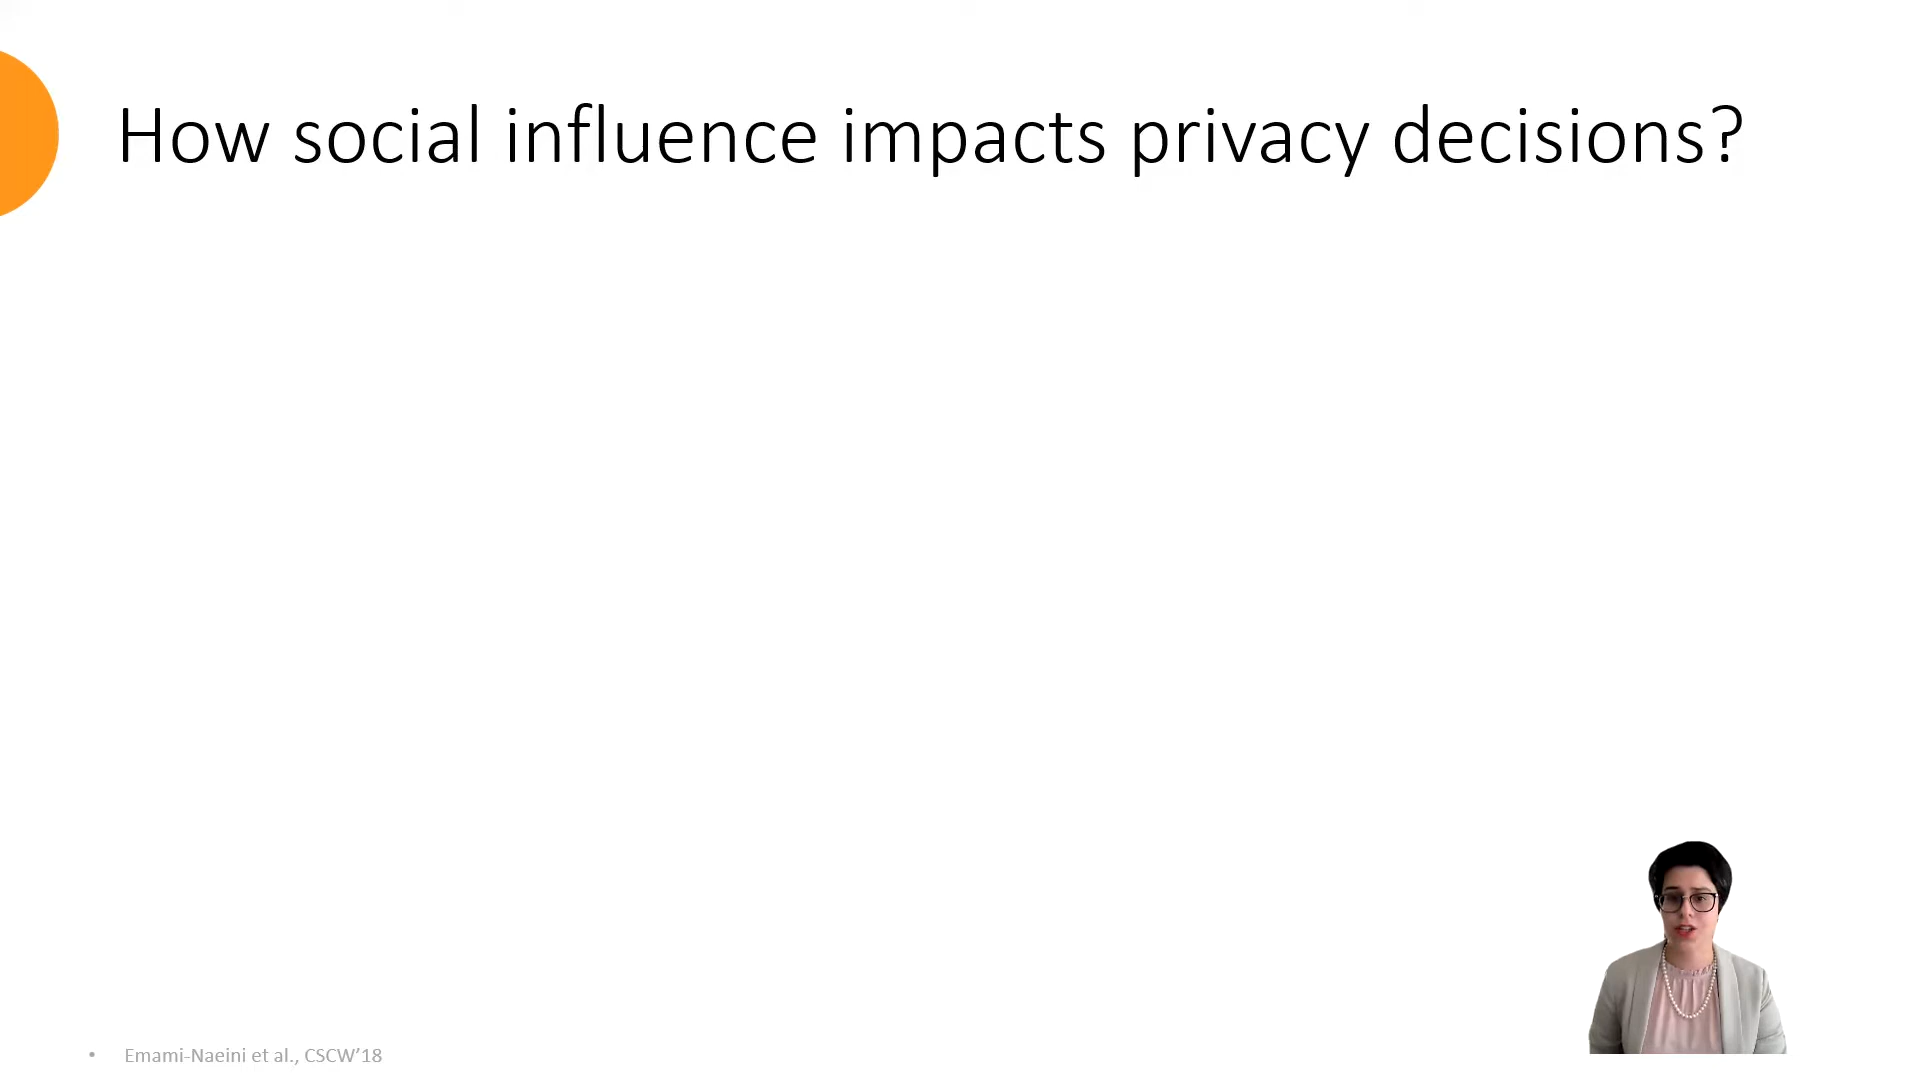 How social influence impacts privacy decisions?
• Emami-Naeini et al., CSCW’18